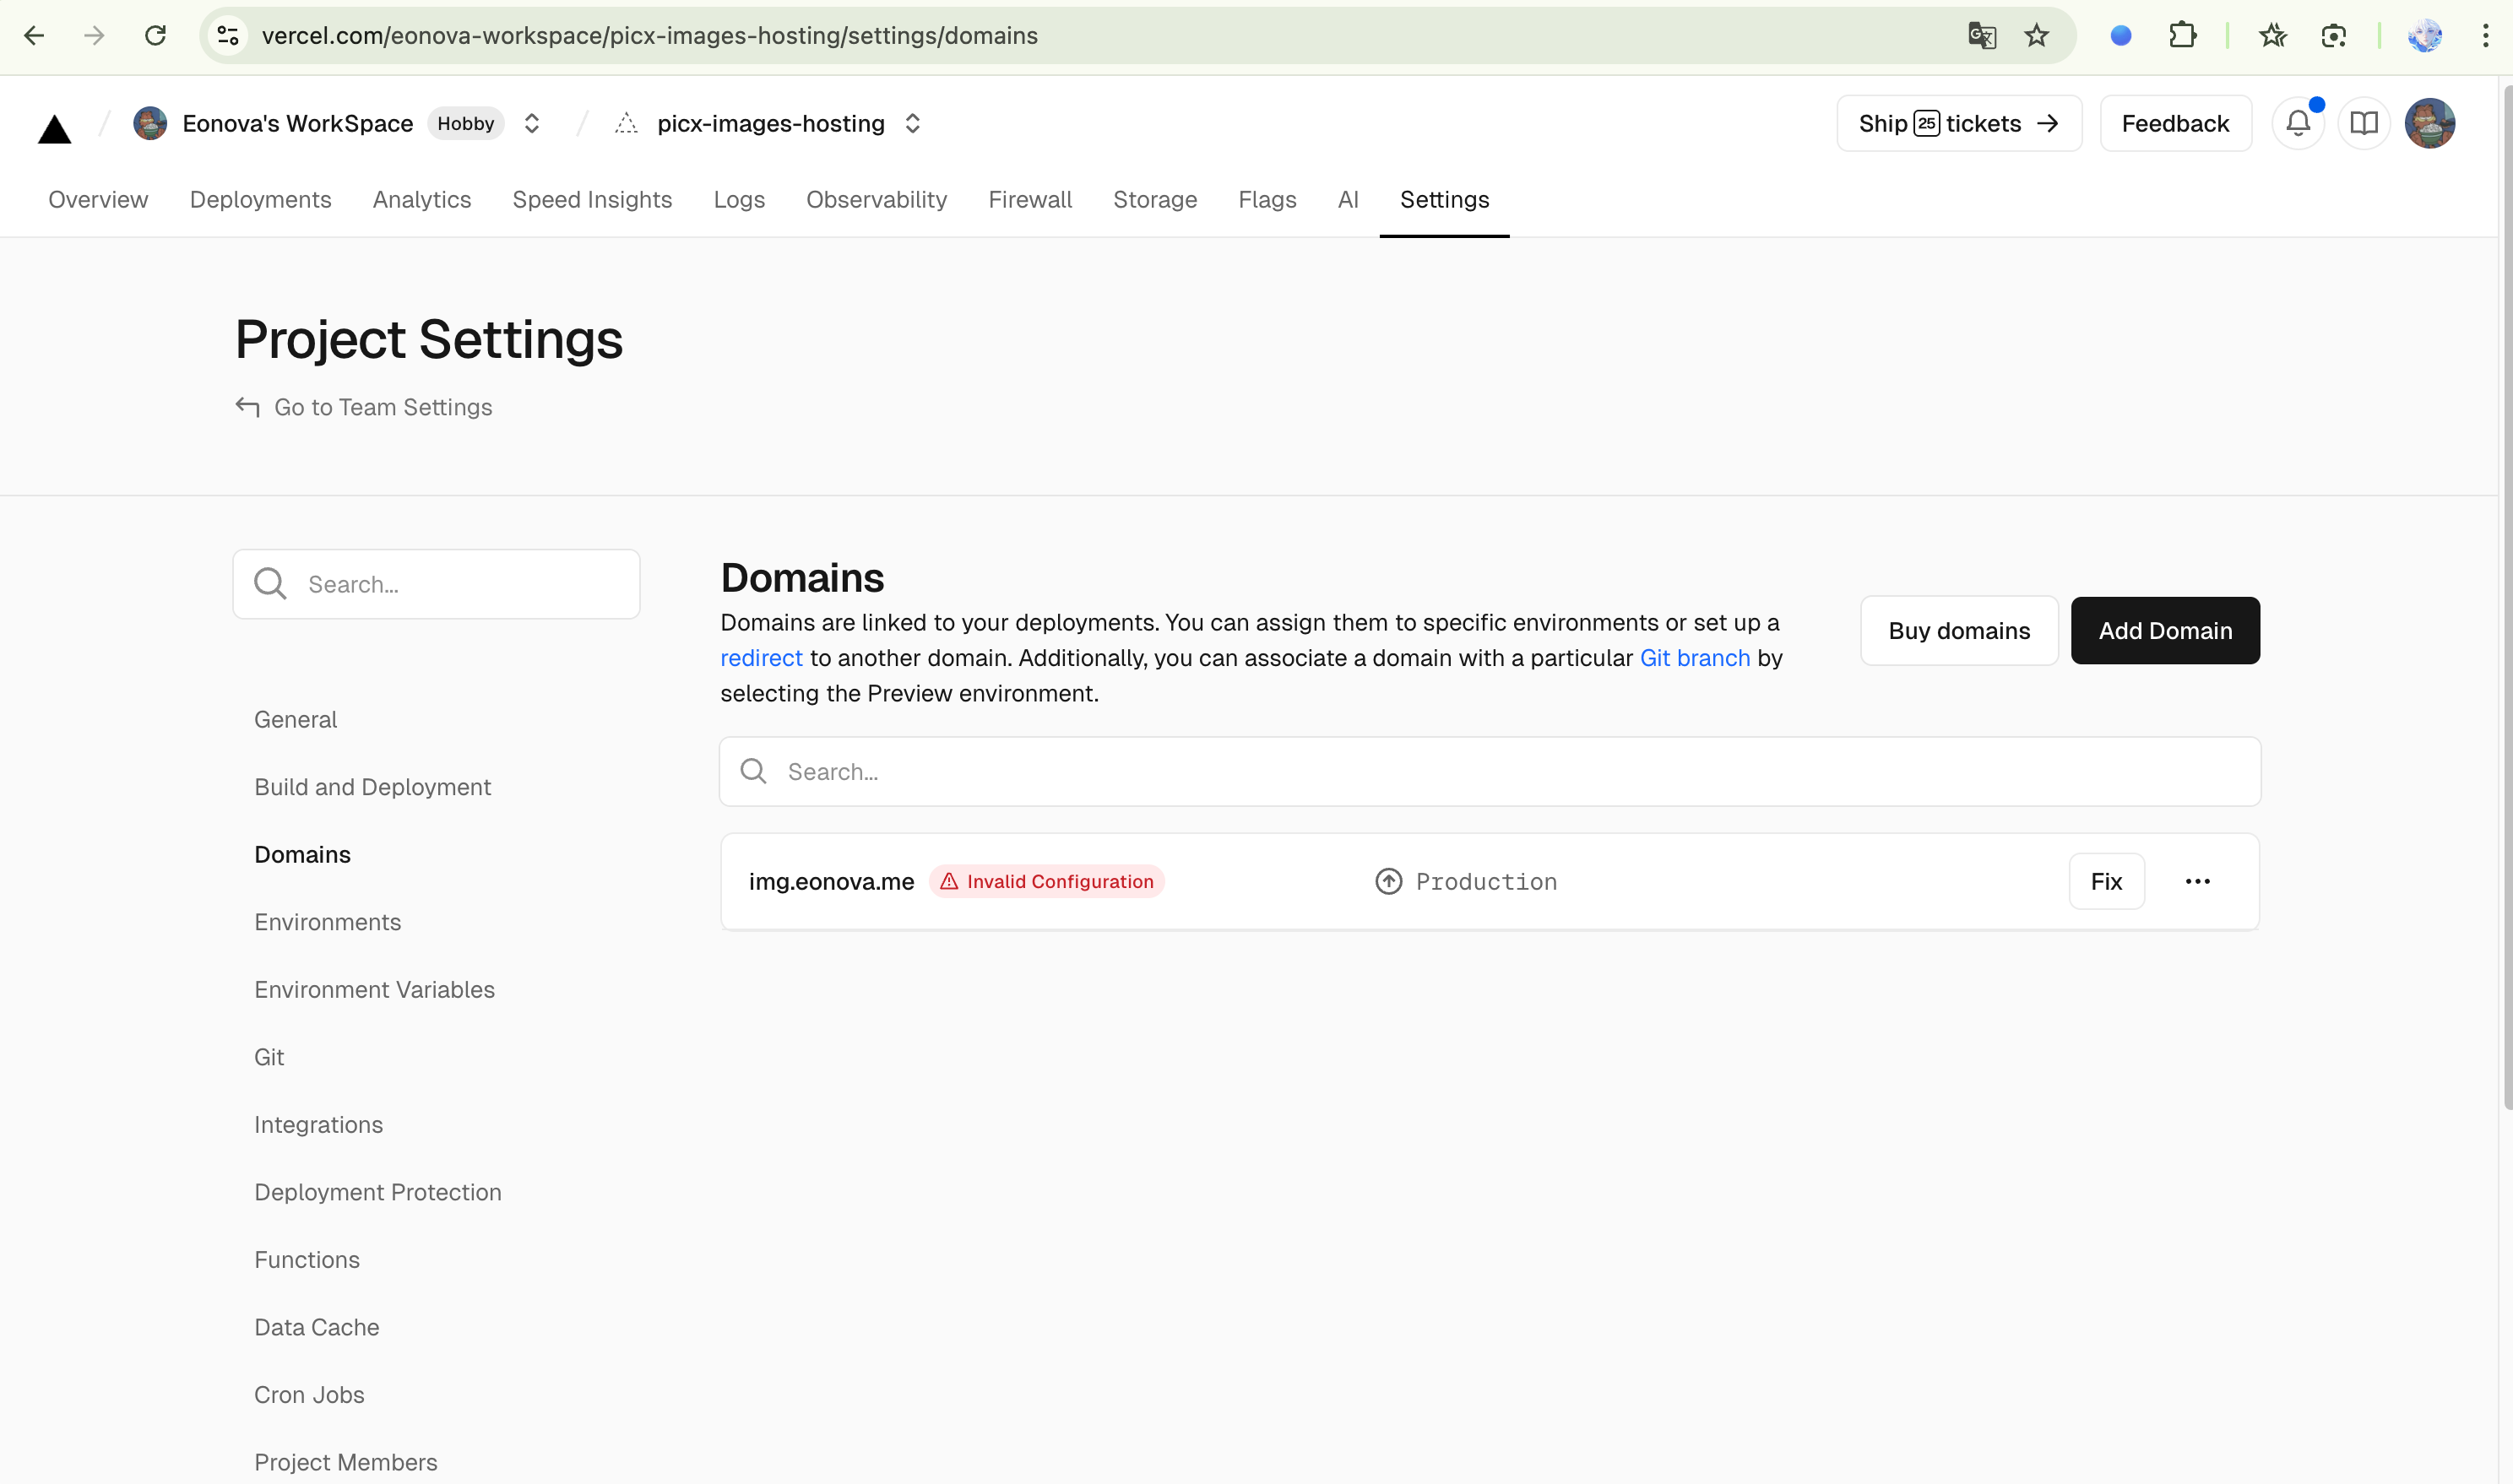 vercel.com/eonova-workspace/picx-images-hosting/settings/domains
Eonova's WorkSpace Hobby picx-images-hosting Ship 25 tickets Feedback
Overview Deployments Analytics Speed Insights Logs Observability Firewall Storage Flags AI Settings
Project Settings
Go to Team Settings
Search...
General
Build and Deployment
Domains
Environments
Environment Variables
Git
Integrations
Deployment Protection
Functions
Data Cache
Cron Jobs
Project Members
Domains
Domains are linked to your deployments. You can assign them to specific environments or set up a
redirect to another domain. Additionally, you can associate a domain with a particular Git branch by
selecting the Preview environment.
Buy domains Add Domain
Search...
img.eonova.me Invalid Configuration Production Fix